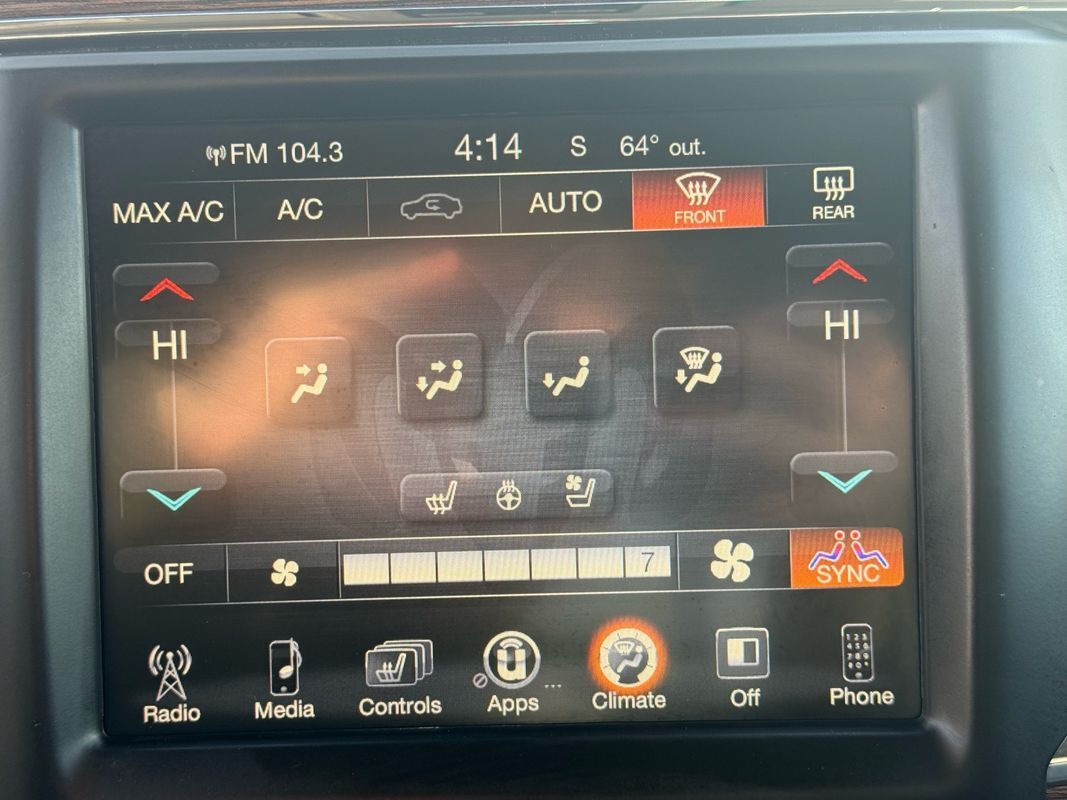 FM 104.3 4:14 S 64° out.
MAX A/C A/C AUTO FRONT REAR
HI HI
OFF 7 SYNC
Radio Media Controls Apps ... Climate Off Phone